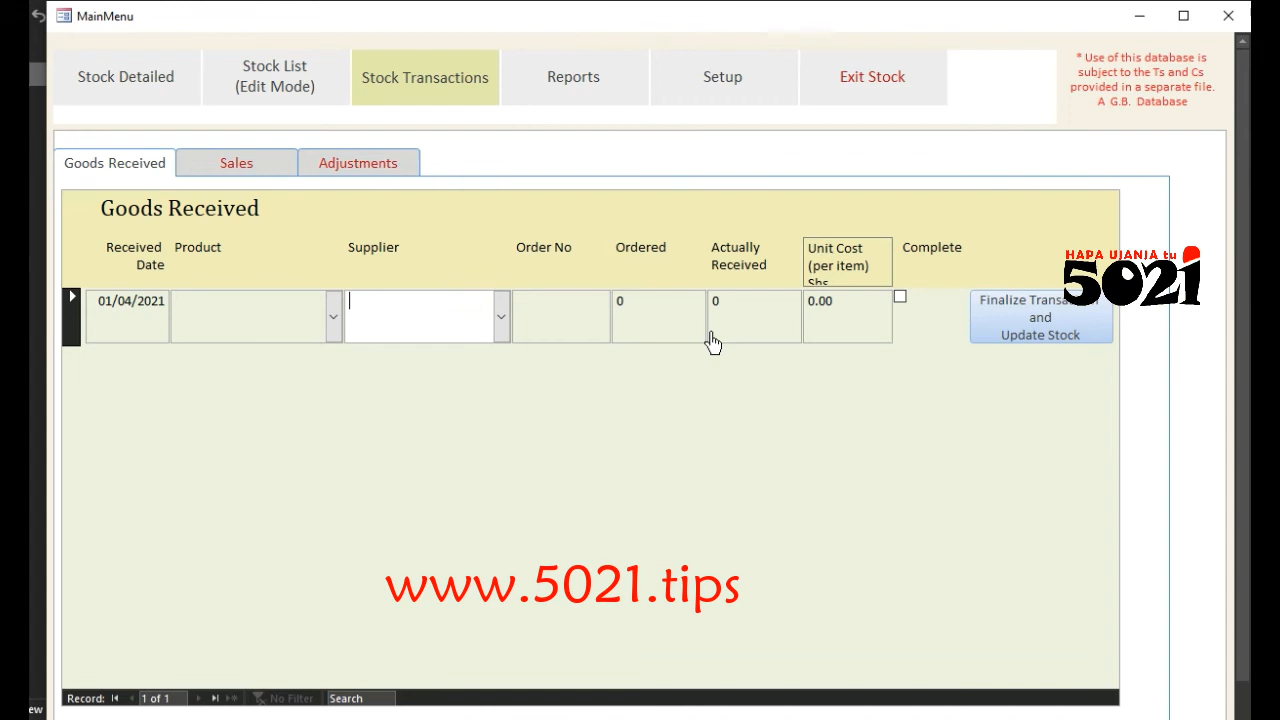 MainMenu
Stock Detailed
Stock List
(Edit Mode)
Stock Transactions
Reports
Setup
Exit Stock
* Use of this database is
subject to the Ts and Cs
provided in a separate file.
A G.B. Database
Goods Received
Sales
Adjustments
Goods Received
Received
Date
Product
Supplier
Order No
Ordered
Actually
Received
Unit Cost
(per item)
Shs
Complete
HAPA UJANJA tu
5021
01/04/2021
0
0
0.00
Finalize
and
Update Stock
www.5021.tips
Record:
1 of 1
No Filter
Search
ew